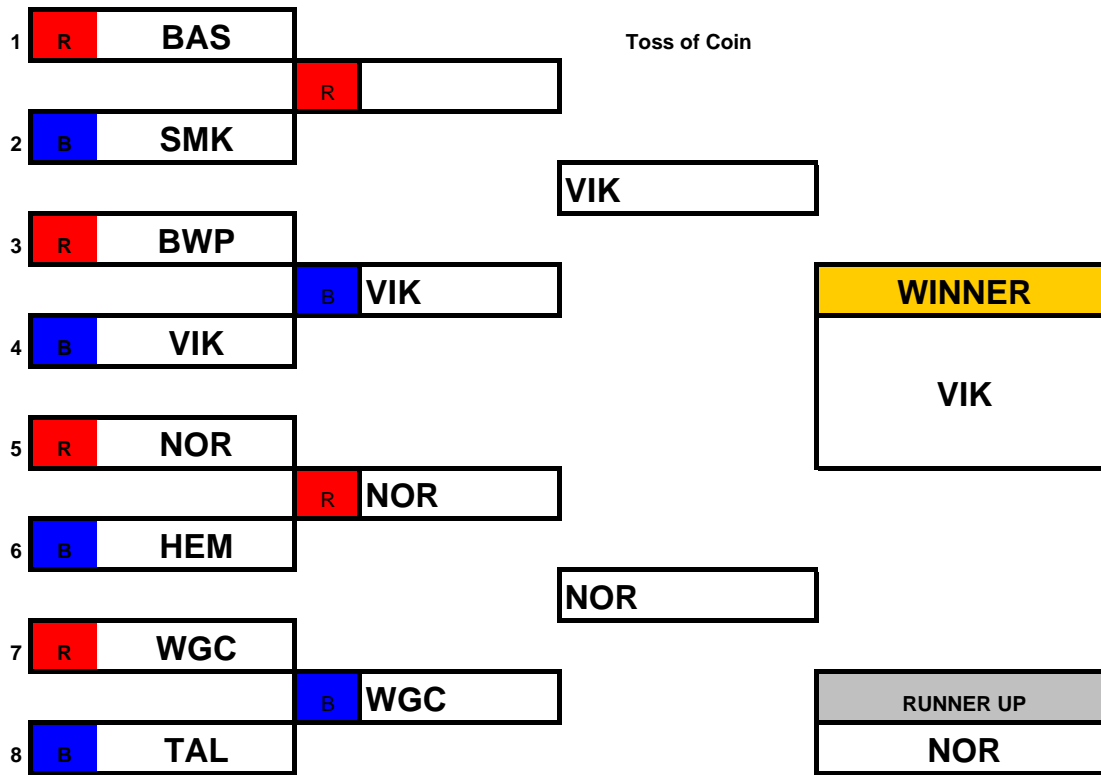 1 R BAS
Toss of Coin
R
2 B SMK
VIK
3 R BWP
B VIK
WINNER
4 B VIK
VIK
5 R NOR
R NOR
6 B HEM
NOR
7 R WGC
B WGC
RUNNER UP
8 B TAL
NOR